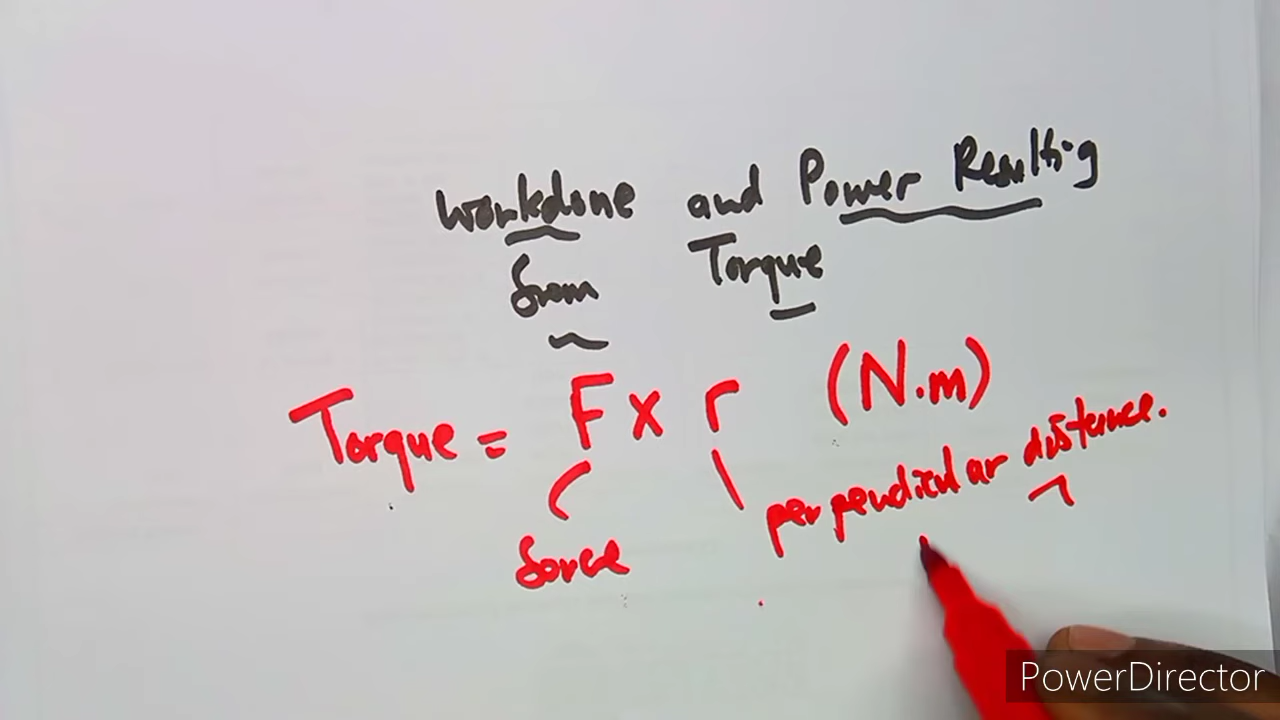 workdone and Power Resulting
from Torque
Torque = F x r (N.m)
force
perpendicular distance.
PowerDirector